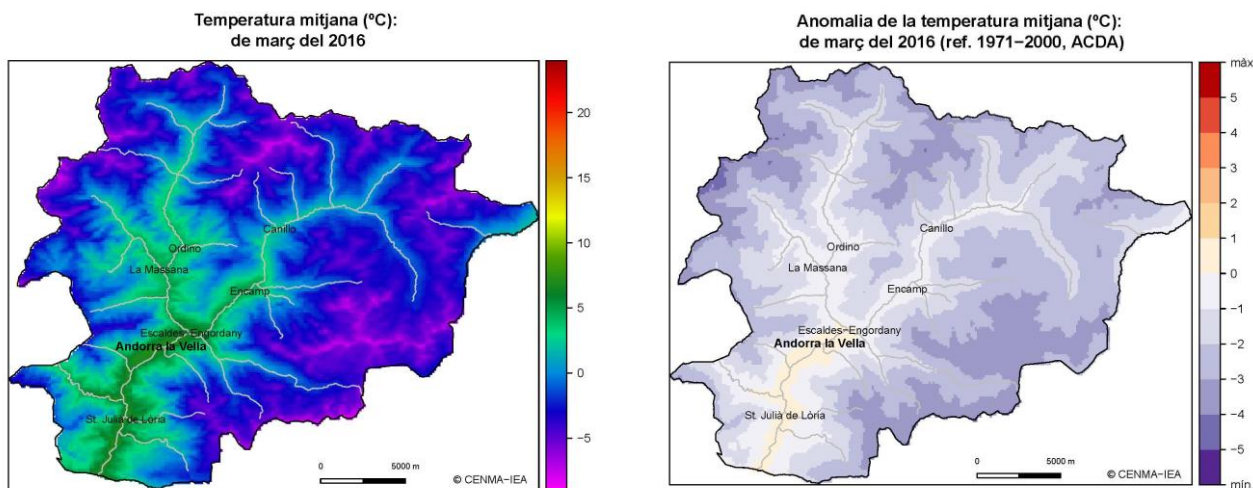 Temperatura mitjana (ºC):
de març del 2016
Ordino
La Massana
Canillo
Encamp
Escaldes−Engordany
Andorra la Vella
St. Julià de Lòria
0
5000 m
© CENMA−IEA
20
15
10
5
0
−5
Anomalia de la temperatura mitjana (ºC):
de març del 2016 (ref. 1971−2000, ACDA)
Canillo
Ordino
La Massana
Encamp
Escaldes−Engordany
Andorra la Vella
St. Julià de Lòria
0
5000 m
© CENMA−IEA
màx
5
4
3
2
1
0
−1
−2
−3
−4
−5
mín